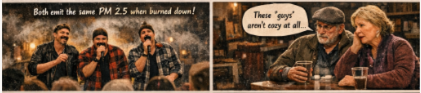 Both emit the same PM 2.5 when burned down!
These "guys"
aren't cozy at all...